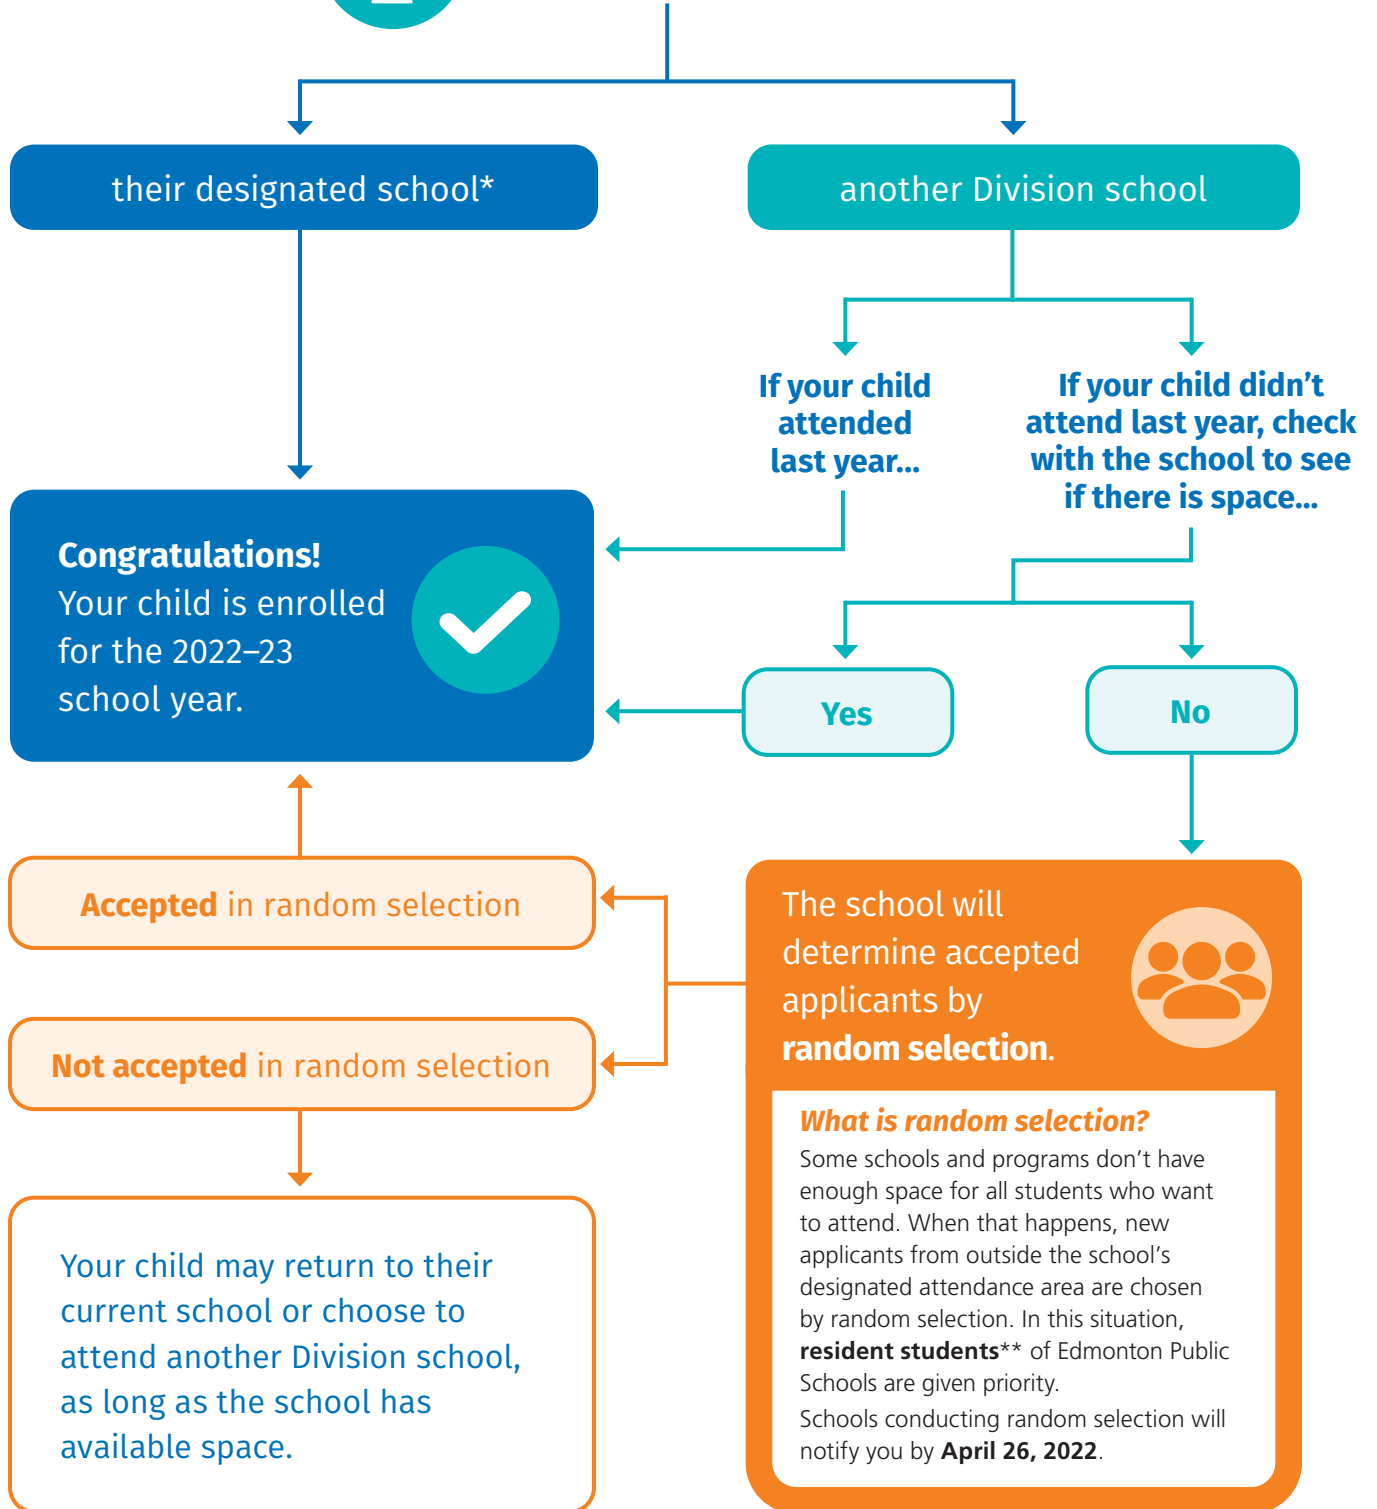 their designated school*
another Division school
If your child
attended
last year...
If your child didn’t
attend last year, check
with the school to see
if there is space...
Congratulations!
Your child is enrolled
for the 2022–23
school year.
Yes
No
Accepted in random selection
Not accepted in random selection
The school will
determine accepted
applicants by
random selection.
What is random selection?
Some schools and programs don’t have
enough space for all students who want
to attend. When that happens, new
applicants from outside the school’s
designated attendance area are chosen
by random selection. In this situation,
resident students** of Edmonton Public
Schools are given priority.
Schools conducting random selection will
notify you by April 26, 2022.
Your child may return to their
current school or choose to
attend another Division school,
as long as the school has
available space.